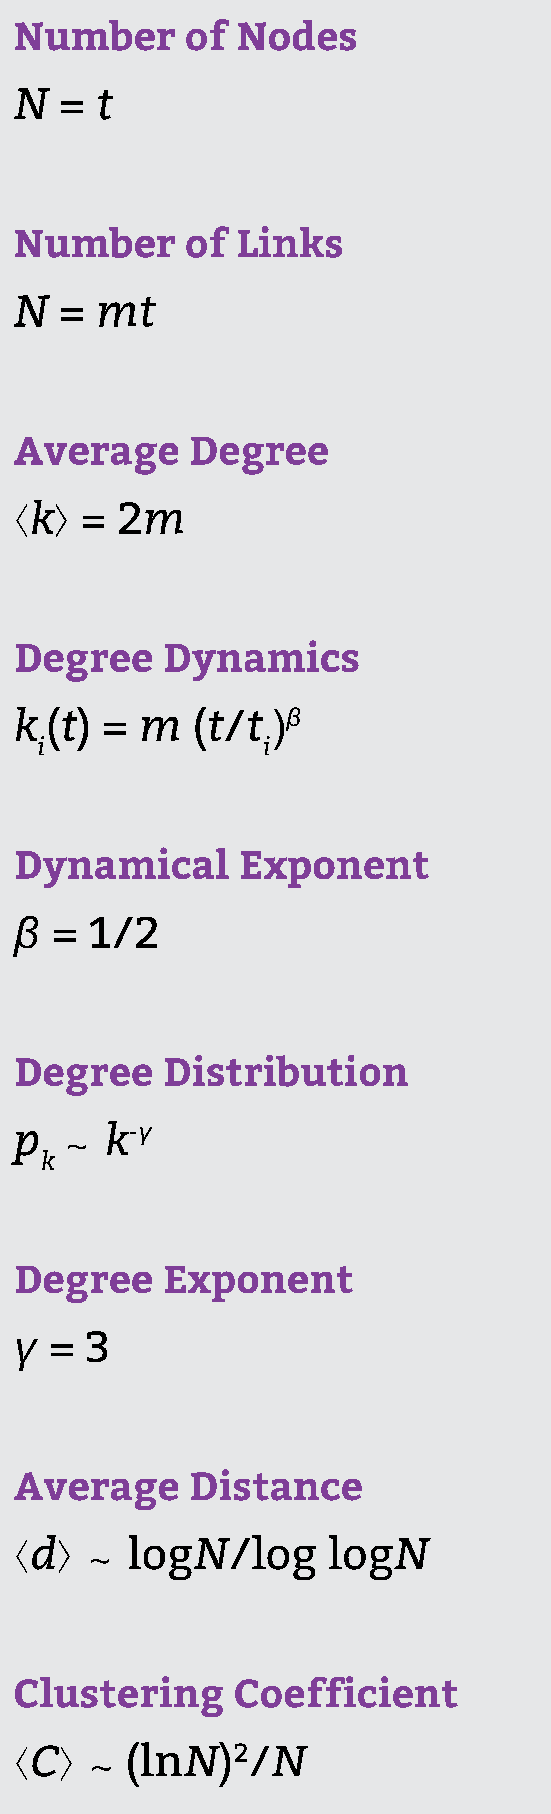 Number of Nodes
N = t
Number of Links
N = mt
Average Degree
⟨k⟩ = 2m
Degree Dynamics
kᵢ(t) = m (t/tᵢ)ᵝ
Dynamical Exponent
β = 1/2
Degree Distribution
pₖ ~ k⁻ᵞ
Degree Exponent
γ = 3
Average Distance
⟨d⟩ ~ logN/log logN
Clustering Coefficient
⟨C⟩ ~ (lnN)²/N